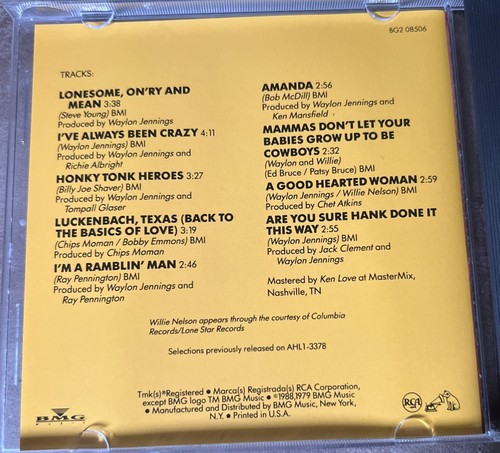 BG2 08506
TRACKS:
LONESOME, ON'RY AND
MEAN 3:38
(Steve Young) BMI
Produced by Waylon Jennings
I'VE ALWAYS BEEN CRAZY 4:11
(Waylon Jennings) BMI
Produced by Waylon Jennings and
Richie Albright
HONKY TONK HEROES 3:27
(Billy Joe Shaver) BMI
Produced by Waylon Jennings and
Tompall Glaser
LUCKENBACH, TEXAS (BACK TO
THE BASICS OF LOVE) 3:19
(Chips Moman / Bobby Emmons) BMI
Produced by Chips Moman
I'M A RAMBLIN' MAN 2:46
(Ray Pennington) BMI
Produced by Waylon Jennings and
Ray Pennington
AMANDA 2:56
(Bob McDill) BMI
Produced by Waylon Jennings and
Ken Mansfield
MAMMAS DON'T LET YOUR
BABIES GROW UP TO BE
COWBOYS 2:32
(Waylon and Willie)
(Ed Bruce / Patsy Bruce) BMI
A GOOD HEARTED WOMAN 2:59
(Waylon Jennings / Willie Nelson) BMI
Produced by Chet Atkins
ARE YOU SURE HANK DONE IT
THIS WAY 2:55
(Waylon Jennings) BMI
Produced by Jack Clement and
Waylon Jennings
Mastered by Ken Love at MasterMix,
Nashville, TN
Willie Nelson appears through the courtesy of Columbia
Records/Lone Star Records
Selections previously released on AHL1-3378
Tmk(s)®Registered • Marca(s) Registrada(s) RCA Corporation,
except BMG logo TM BMG Music • ©1988,1979 BMG Music
• Manufactured and Distributed by BMG Music, New York,
N.Y. • Printed in U.S.A.
BMG
MUSIC
RCA